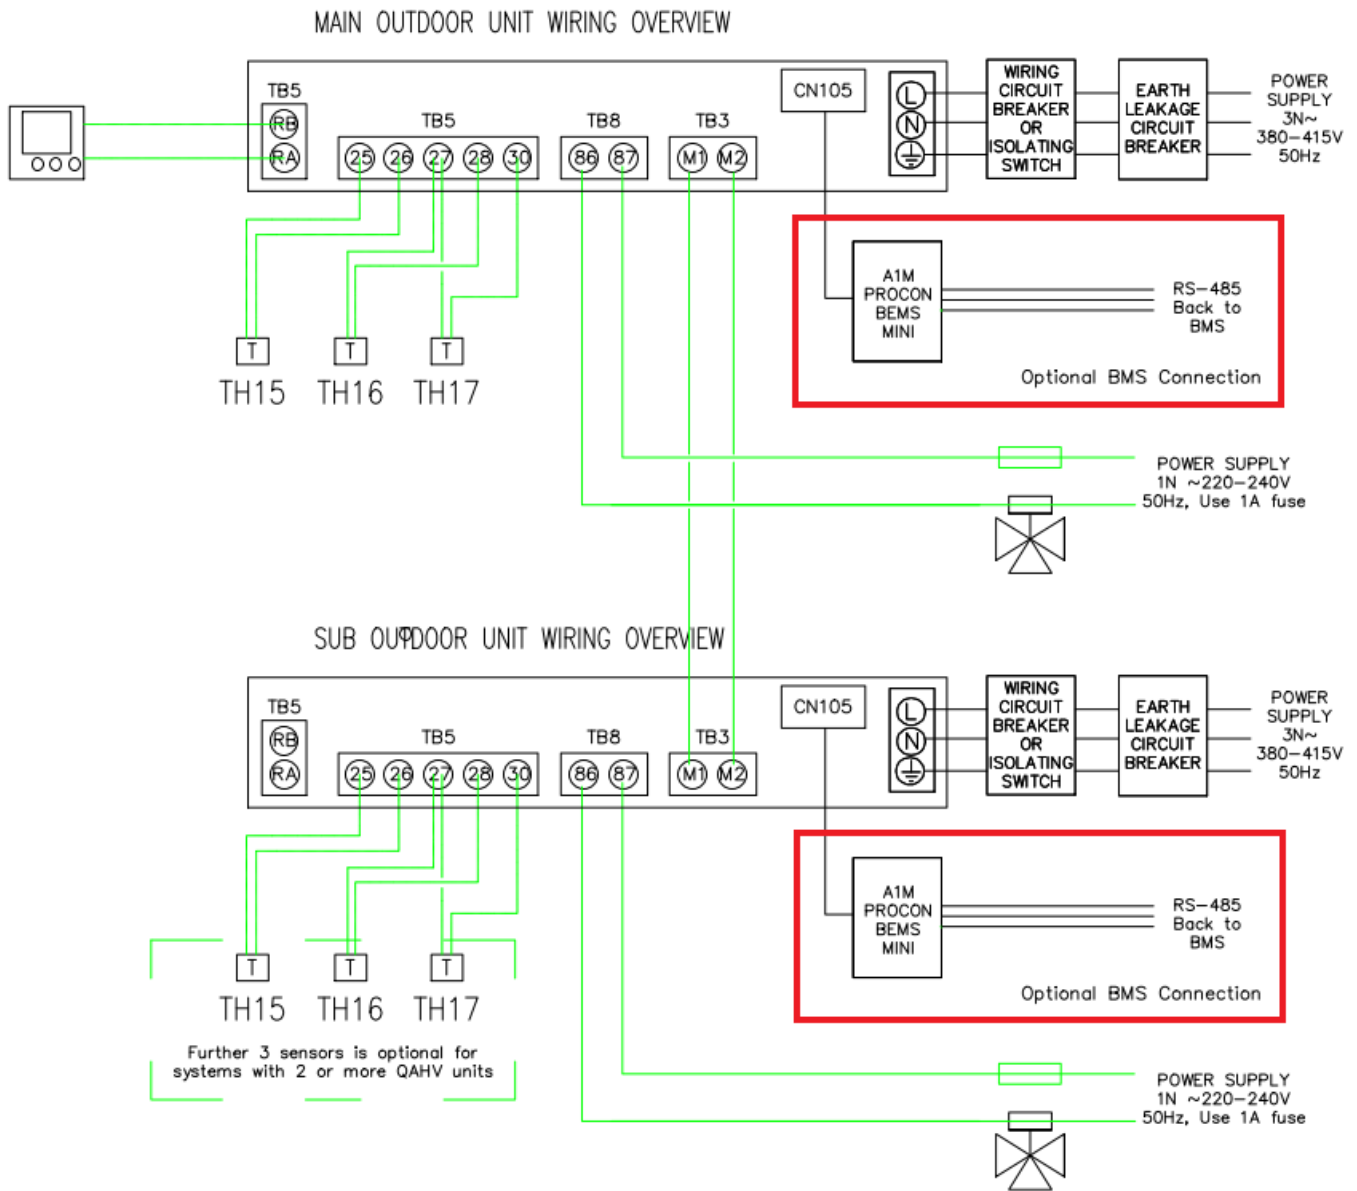 MAIN OUTDOOR UNIT WIRING OVERVIEW
TB5
RB
RA
TB5
25 26 27 28 30
TB8
86 87
TB3
M1 M2
CN105
L
N
WIRING
CIRCUIT
BREAKER
OR
ISOLATING
SWITCH
EARTH
LEAKAGE
CIRCUIT
BREAKER
POWER
SUPPLY
3N~
380-415V
50Hz
A1M
PROCON
BEMS
MINI
RS-485
Back to
BMS
Optional BMS Connection
T
TH15
T
TH16
T
TH17
POWER SUPPLY
1N ~220-240V
50Hz, Use 1A fuse
SUB OUTDOOR UNIT WIRING OVERVIEW
TB5
RB
RA
TB5
25 26 27 28 30
TB8
86 87
TB3
M1 M2
CN105
L
N
WIRING
CIRCUIT
BREAKER
OR
ISOLATING
SWITCH
EARTH
LEAKAGE
CIRCUIT
BREAKER
POWER
SUPPLY
3N~
380-415V
50Hz
A1M
PROCON
BEMS
MINI
RS-485
Back to
BMS
Optional BMS Connection
T
TH15
T
TH16
T
TH17
Further 3 sensors is optional for
systems with 2 or more QAHV units
POWER SUPPLY
1N ~220-240V
50Hz, Use 1A fuse